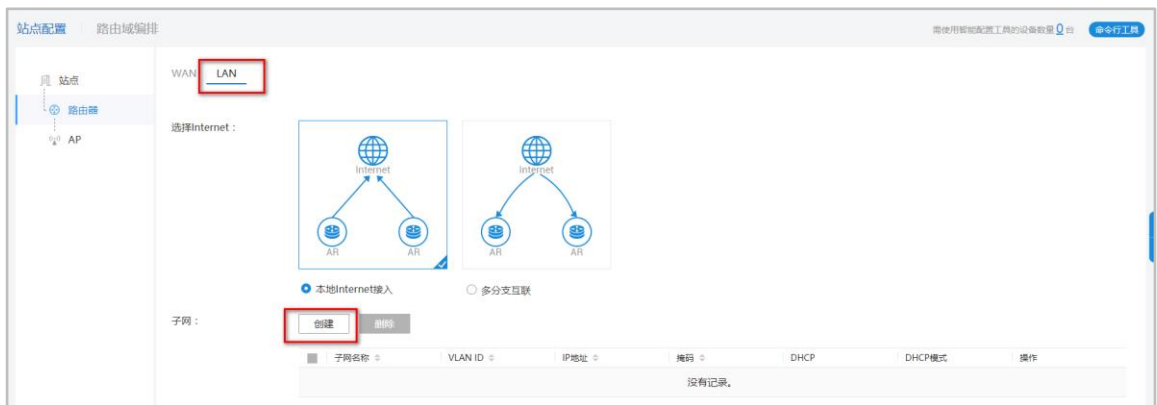 站点配置 路由域编排 需使用智能配置工具的设备数量 0 台 命令行工具
站点
路由器
AP
WAN LAN
选择Internet：
Internet Internet
AR AR AR AR
本地Internet接入 多分支互联
子网： 创建 删除
子网名称 VLAN ID IP地址 掩码 DHCP DHCP模式 操作
没有记录。